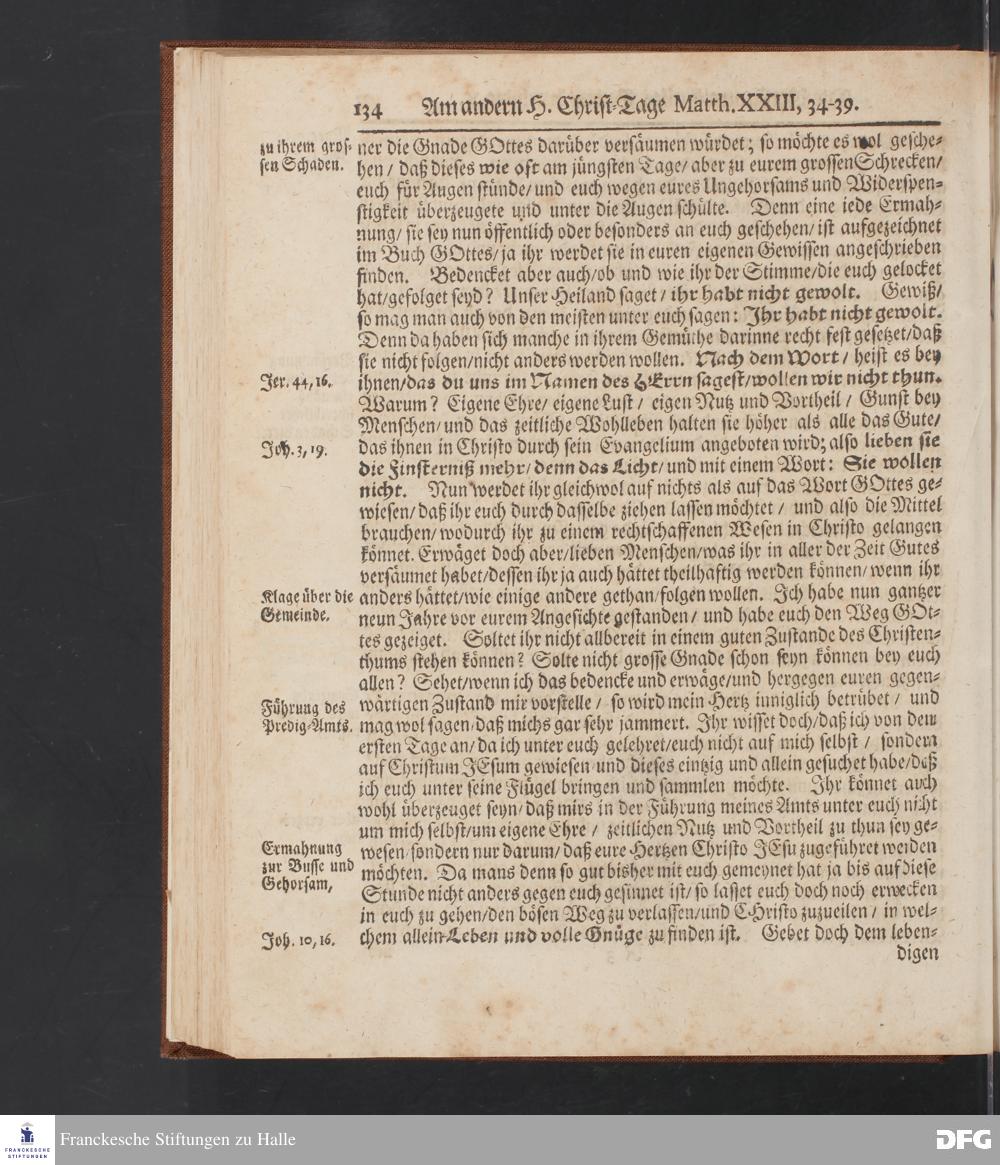 134 Am andern H. Christ-Tage Matth. XXIII, 34-39.
zu ihrem gros-
sen Schaden.
ner die Gnade GOttes darüber versäumen würdet; so möchte es wol gesche-
hen / daß dieses wie oft am jüngsten Tage / aber zu eurem grossen Schrecken/
euch für Augen stünde/ und euch wegen eures Ungehorsams und Widerspen-
stigkeit überzeugete und unter die Augen schülte. Denn eine iede Ermah-
nung/ sie sey nun öffentlich oder besonders an euch geschehen/ ist aufgezeichnet
im Buch GOttes/ ja ihr werdet sie in euren eigenen Gewissen angeschrieben
finden. Bedencket aber auch/ob und wie ihr der Stimme/die euch gelocket
hat/gefolget seyd? Unser Heiland saget / ihr habt nicht gewolt. Gewiß/
so mag man auch von den meisten unter euch sagen: Ihr habt nicht gewolt.
Denn da haben sich manche in ihrem Gemüthe darinne recht fest gesetzet/daß
sie nicht folgen/nicht anders werden wollen. Nach dem Wort / heist es bey
Jer. 44, 16.
ihnen/das du uns im Namen des HErrn sagest/wollen wir nicht thun.
Warum? Eigene Ehre/ eigene Lust / eigen Nutz und Vortheil / Gunst bey
Menschen/ und das zeitliche Wohlleben halten sie höher als alle das Gute/
Joh. 3, 19.
das ihnen in Christo durch sein Evangelium angeboten wird; also lieben sie
die Finsterniß mehr/ denn das Licht/ und mit einem Wort: Sie wollen
nicht. Nun werdet ihr gleichwol auf nichts als auf das Wort GOttes ge-
wiesen/ daß ihr euch durch dasselbe ziehen lassen möchtet / und also die Mittel
brauchen/ wodurch ihr zu einem rechtschaffenen Wesen in Christo gelangen
könnet. Erwäget doch aber/lieben Menschen/was ihr in aller der Zeit Gutes
versäumet habet/dessen ihr ja auch hättet theilhaftig werden können/ wenn ihr
Klage über die
Gemeinde.
anders hättet/wie einige andere gethan/folgen wollen. Ich habe nun gantzer
neun Jahre vor eurem Angesichte gestanden / und habe euch den Weg GOt-
tes gezeiget. Soltet ihr nicht allbereit in einem guten Zustande des Christen-
thums stehen können? Solte nicht grosse Gnade schon seyn können bey euch
allen? Sehet/wenn ich das bedencke und erwäge/und hergegen euren gegen-
Führung des
Predig-Amts.
wärtigen Zustand mir vorstelle / so wird mein Hertz inniglich betrübet / und
mag wol sagen/ daß michs gar sehr jammert. Ihr wisset doch/daß ich von dem
ersten Tage an/ da ich unter euch gelehret/euch nicht auf mich selbst / sondern
auf Christum JEsum gewiesen und dieses eintzig und allein gesuchet habe/daß
ich euch unter seine Flügel bringen und sammlen möchte. Ihr könnet auch
wohl überzeuget seyn/ daß mirs in der Führung meines Amts unter euch nicht
um mich selbst/um eigene Ehre / zeitlichen Nutz und Vortheil zu thun sey ge-
Ermahnung
zur Busse und
Gehorsam,
wesen/sondern nur darum/ daß eure Hertzen Christo JEsu zugeführet werden
möchten. Da mans denn so gut bisher mit euch gemeynet hat ja bis auf diese
Stunde nicht anders gegen euch gesinnet ist/ so lasset euch doch noch erwecken
in euch zu gehen/den bösen Weg zu verlassen/und CHristo zuzueilen / in wel-
Joh. 10, 16.
chem allein Leben und volle Gnüge zu finden ist. Gebet doch dem leben-
digen
FRANCKESCHE
STIFTUNGEN
Franckesche Stiftungen zu Halle
DFG